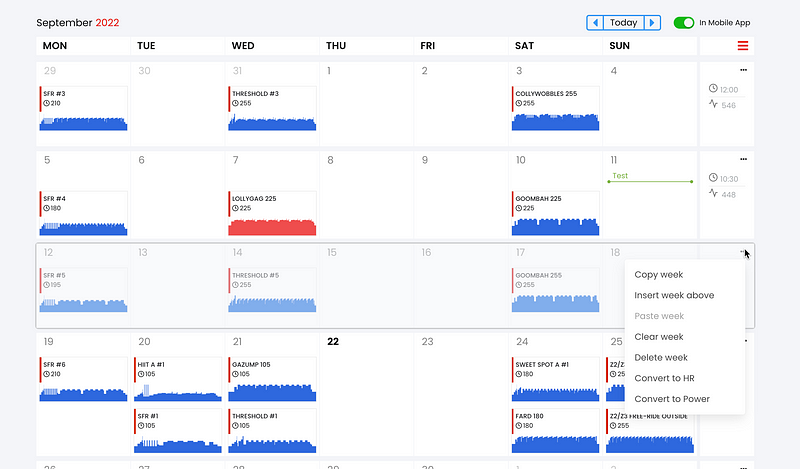 September 2022
Today
In Mobile App
MON TUE WED THU FRI SAT SUN
29 30 31 1 2 3 4
SFR #3
210
THRESHOLD #3
255
COLLYWOBBLES 255
255
12:00
546
5 6 7 8 9 10 11
Test
SFR #4
180
LOLLYGAG 225
225
GOOMBAH 225
225
10:30
448
12 13 14 15 16 17 18
SFR #5
195
THRESHOLD #5
255
GOOMBAH 255
255
Copy week
Insert week above
Paste week
Clear week
Delete week
Convert to HR
Convert to Power
19 20 21 22 23 24 25
SFR #6
210
HIIT A #1
105
GAZUMP 105
105
SWEET SPOT A #1
180
SFR #1
105
THRESHOLD #1
105
FARD 180
180
Z2/Z3 FREE-RIDE OUTSIDE
255